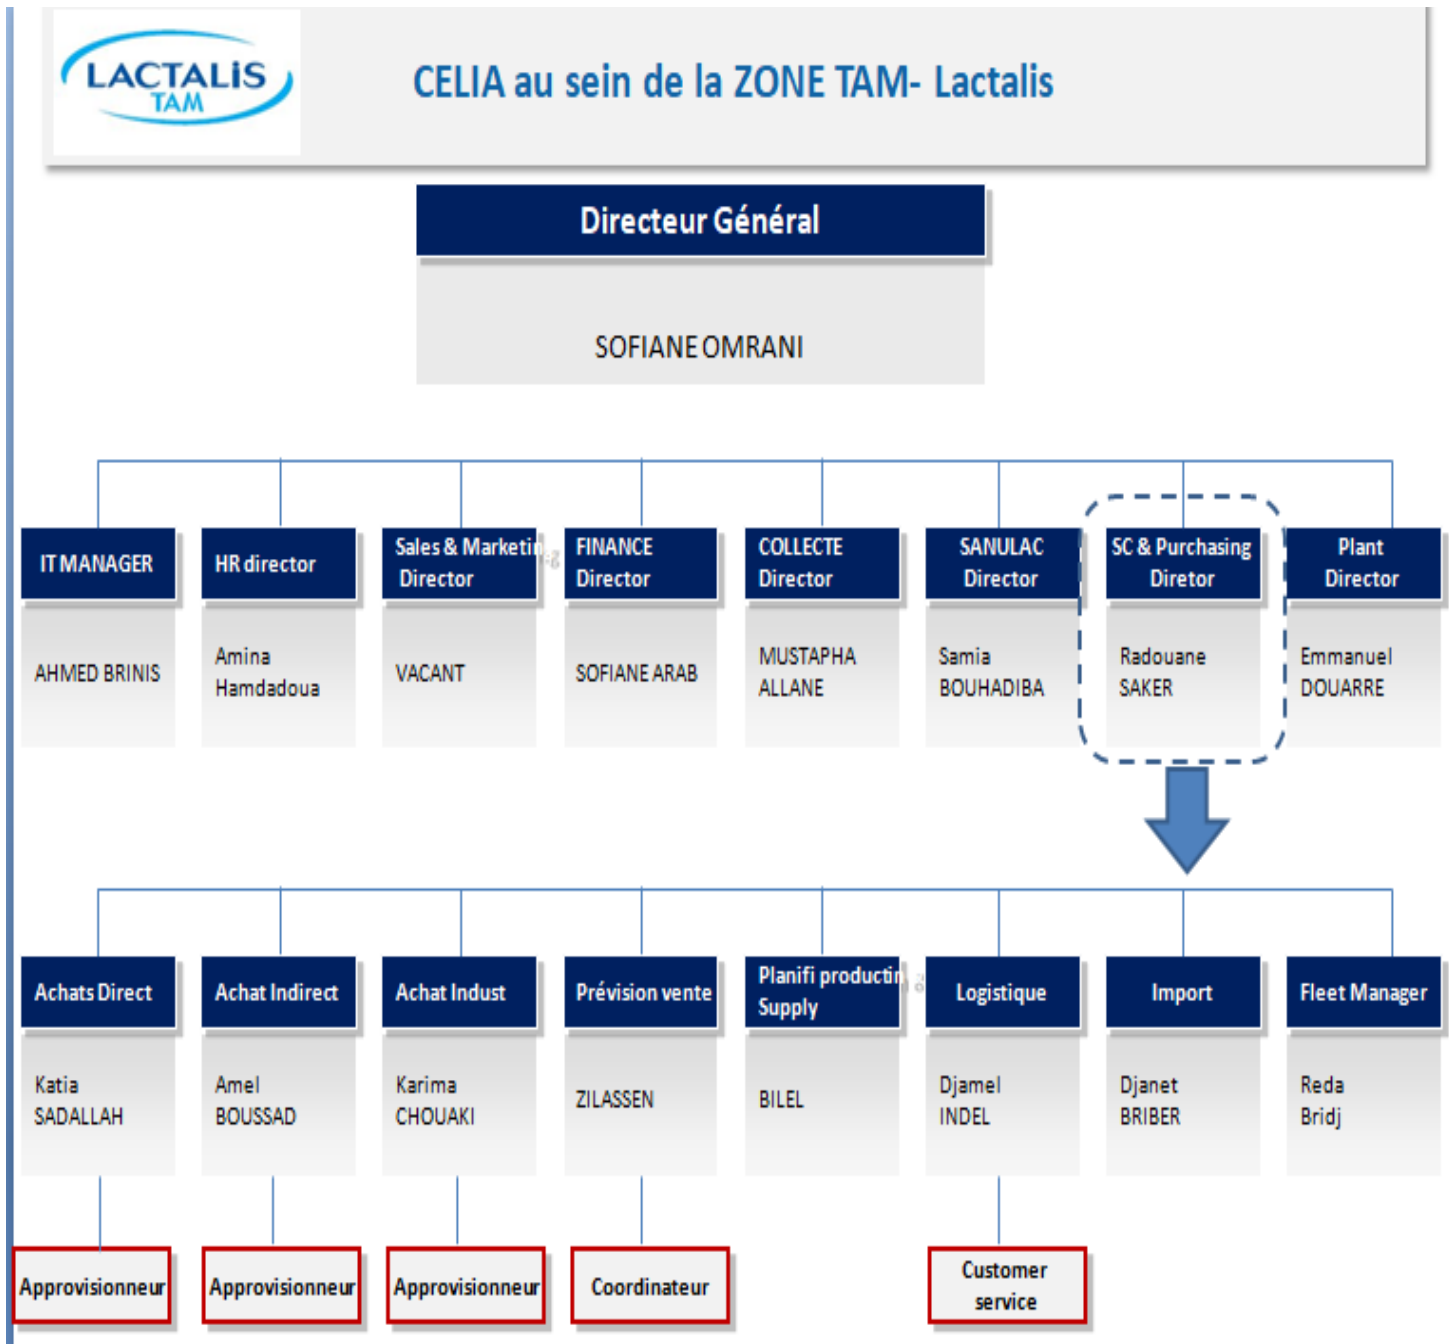 LACTALIS
TAM
CELIA au sein de la ZONE TAM- Lactalis
Directeur Général
SOFIANE OMRANI
IT MANAGER
AHMED BRINIS
HR director
Amina
Hamdadoua
Sales & Marketing
Director
VACANT
FINANCE
Director
SOFIANE ARAB
COLLECTE
Director
MUSTAPHA
ALLANE
SANULAC
Director
Samia
BOUHADIBA
SC & Purchasing
Diretor
Radouane
SAKER
Plant
Director
Emmanuel
DOUARRE
Achats Direct
Katia
SADALLAH
Achat Indirect
Amel
BOUSSAD
Achat Indust
Karima
CHOUAKI
Prévision vente
ZILASSEN
Planifi producting
Supply
BILEL
Logistique
Djamel
INDEL
Import
Djanet
BRIBER
Fleet Manager
Reda
Bridj
Approvisionneur
Approvisionneur
Approvisionneur
Coordinateur
Customer
service